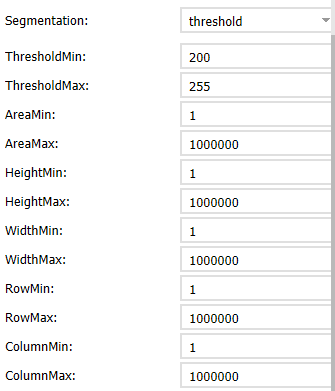 Segmentation: threshold
ThresholdMin: 200
ThresholdMax: 255
AreaMin: 1
AreaMax: 1000000
HeightMin: 1
HeightMax: 1000000
WidthMin: 1
WidthMax: 1000000
RowMin: 1
RowMax: 1000000
ColumnMin: 1
ColumnMax: 1000000